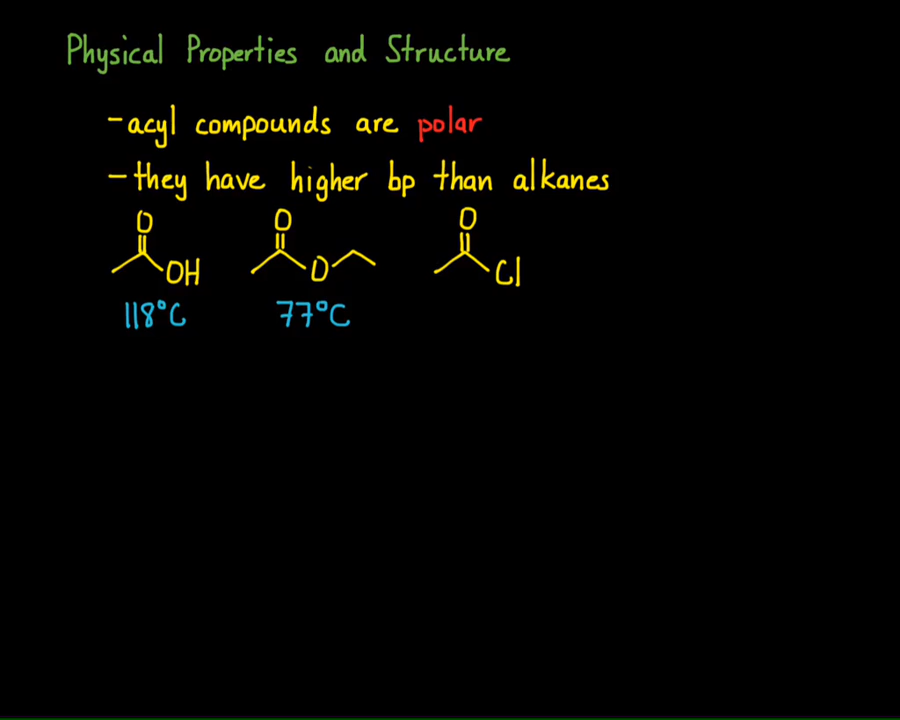 Physical Properties and Structure
-acyl compounds are polar
-they have higher bp than alkanes
O O O
OH O Cl
118°C 77°C